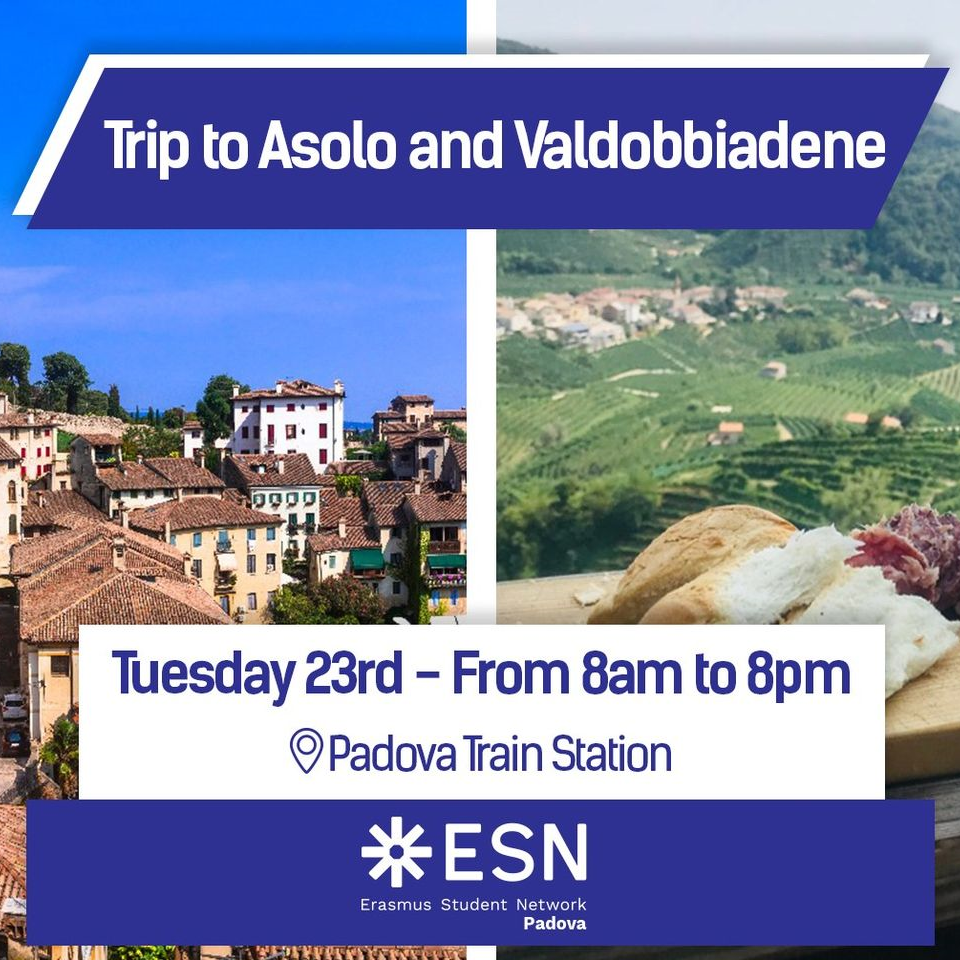 Trip to Asolo and Valdobbiadene
Tuesday 23rd – From 8am to 8pm
Padova Train Station
ESN
Erasmus Student Network
Padova